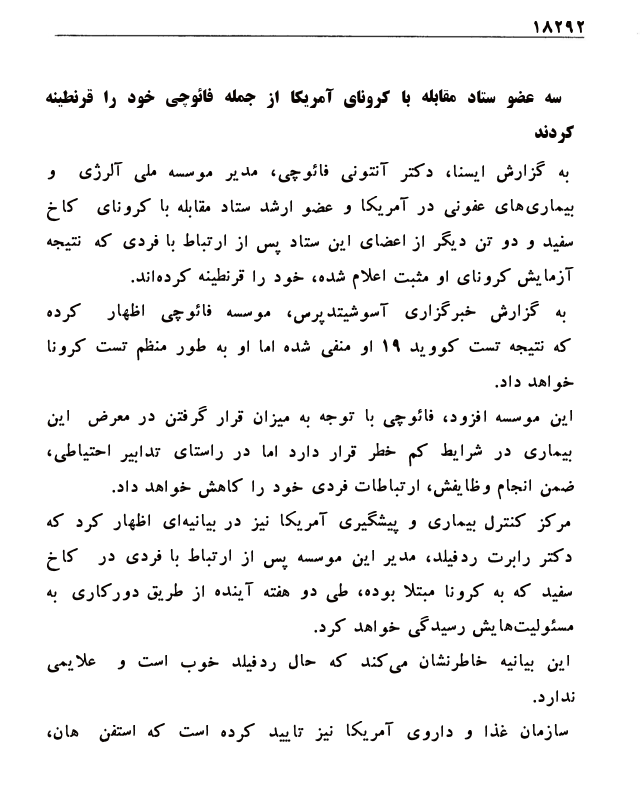 ۱۸۲۹۲
سه عضو ستاد مقابله با کرونای آمریکا از جمله فائوچی خود را قرنطینه
کردند
به گزارش ایسنا، دکتر آنتونی فائوچی، مدیر موسسه ملی آلرژی و
بیماری‌های عفونی در آمریکا و عضو ارشد ستاد مقابله با کرونای کاخ
سفید و دو تن دیگر از اعضای این ستاد پس از ارتباط با فردی که نتیجه
آزمایش کرونای او مثبت اعلام شده، خود را قرنطینه کرده‌اند.
به گزارش خبرگزاری آسوشیتدپرس، موسسه فائوچی اظهار کرده
که نتیجه تست کووید ۱۹ او منفی شده اما او به طور منظم تست کرونا
خواهد داد.
این موسسه افزود، فائوچی با توجه به میزان قرار گرفتن در معرض این
بیماری در شرایط کم خطر قرار دارد اما در راستای تدابیر احتیاطی،
ضمن انجام وظایفش، ارتباطات فردی خود را کاهش خواهد داد.
مرکز کنترل بیماری و پیشگیری آمریکا نیز در بیانیه‌ای اظهار کرد که
دکتر رابرت ردفیلد، مدیر این موسسه پس از ارتباط با فردی در کاخ
سفید که به کرونا مبتلا بوده، طی دو هفته آینده از طریق دورکاری به
مسئولیت‌هایش رسیدگی خواهد کرد.
این بیانیه خاطرنشان می‌کند که حال ردفیلد خوب است و علایمی
ندارد.
سازمان غذا و داروی آمریکا نیز تایید کرده است که استفن هان،